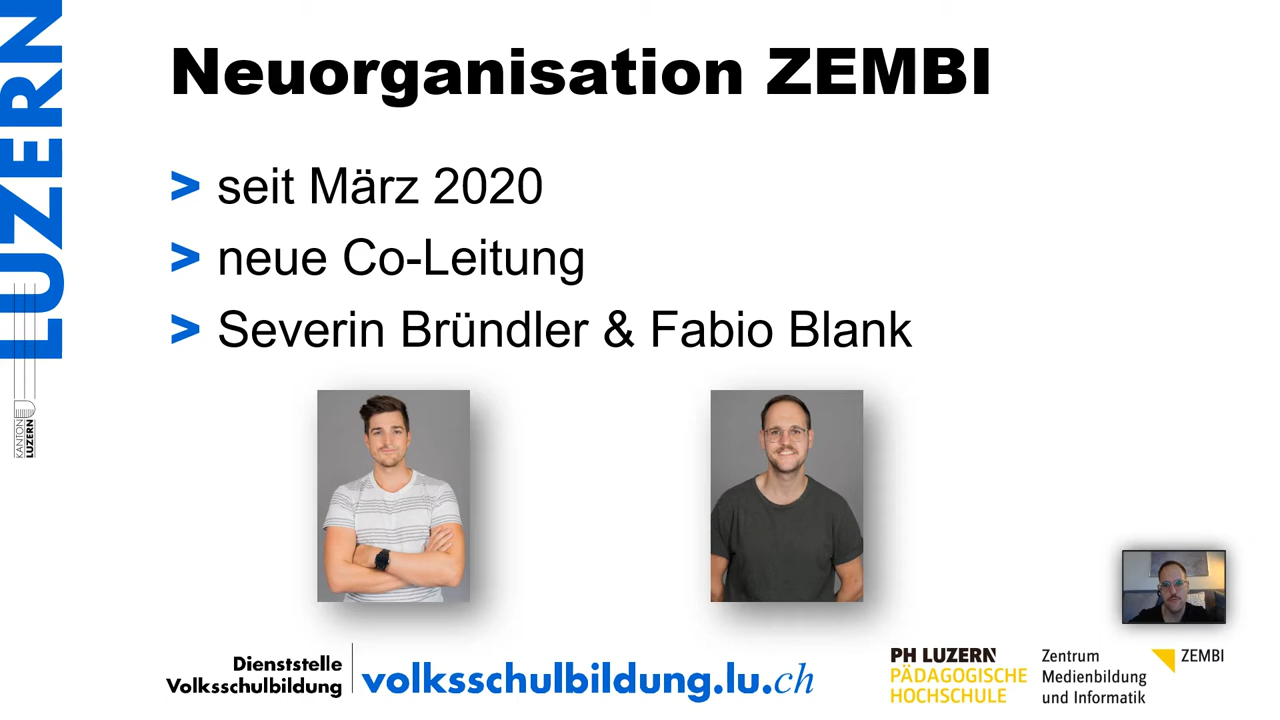 LUZERN
KANTON
LUZERN
Neuorganisation ZEMBI
> seit März 2020
> neue Co-Leitung
> Severin Bründler & Fabio Blank
Dienststelle
Volksschulbildung
volksschulbildung.lu.ch
PH LUZERN
PÄDAGOGISCHE
HOCHSCHULE
Zentrum
Medienbildung
und Informatik
ZEMBI